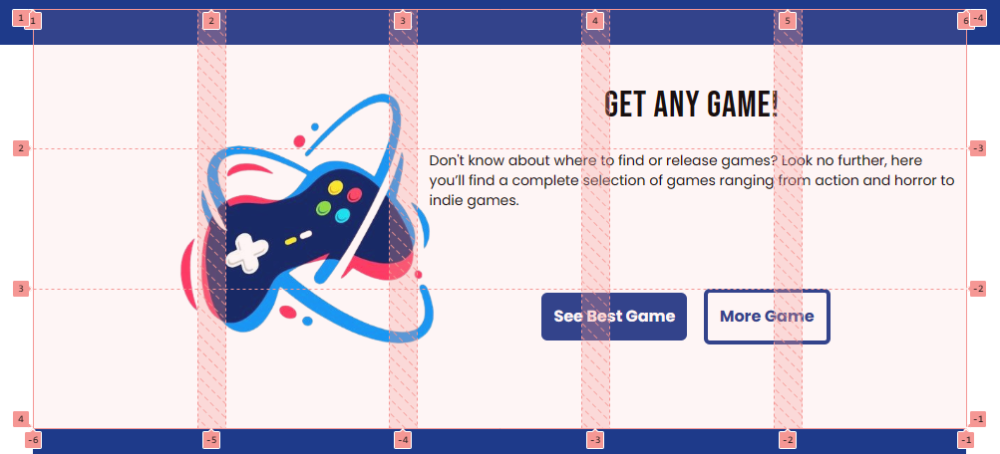 1 1 2 3 4 5 6 -4
GET ANY GAME!
2 -3
Don't know about where to find or release games? Look no further, here
you'll find a complete selection of games ranging from action and horror to
indie games.
3 -2
See Best Game More Game
4 -1
-6 -5 -4 -3 -2 -1